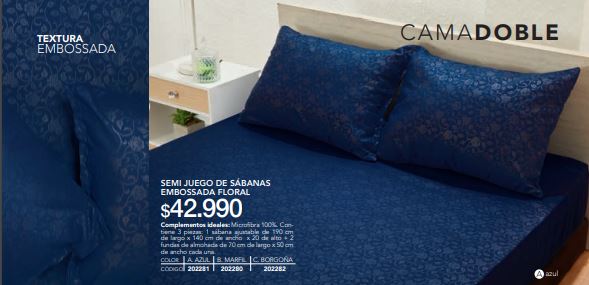 TEXTURA
EMBOSSADA
CAMADOBLE
SEMI JUEGO DE SÁBANAS
EMBOSSADA FLORAL
$42.990
Complementos ideales: Microfibra 100%. Con-
tiene 3 piezas: 1 sábana ajustable de 190 cm
de largo x 140 cm de ancho x 20 de alto + 2
fundas de almohada de 70 cm de largo x 50 cm
de ancho cada una.
COLOR A. AZUL B. MARFIL C. BORGOÑA
CÓDIGO 202281 202280 202282
A azul